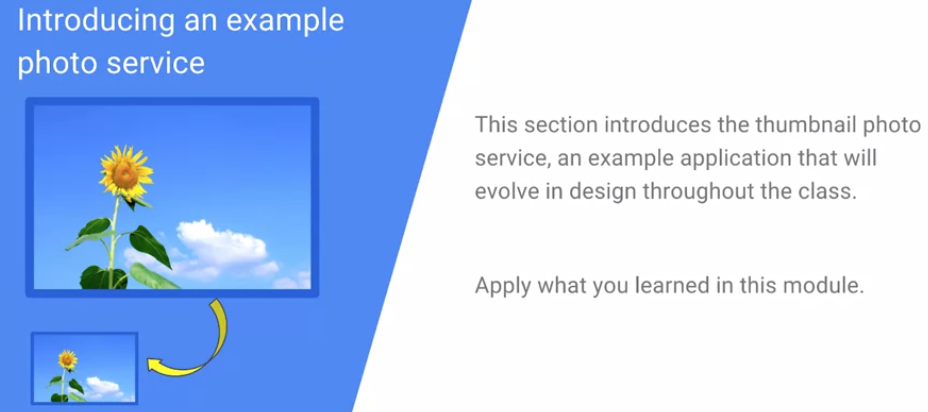 Introducing an example
photo service
This section introduces the thumbnail photo
service, an example application that will
evolve in design throughout the class.
Apply what you learned in this module.